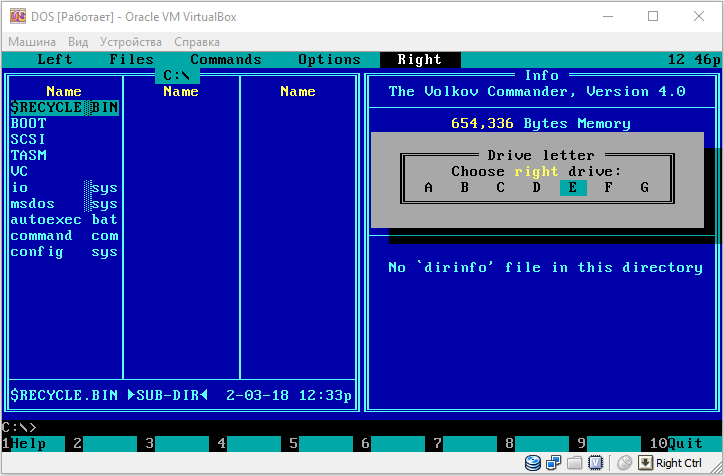 DOS [Работает] - Oracle VM VirtualBox
Машина Вид Устройства Справка
Left Files Commands Options Right 12 46p
C:\ Info
Name Name Name The Volkov Commander, Version 4.0
$RECYCLE BIN
654,336 Bytes Memory
BOOT
SCSI
TASM
VC
io sys
msdos sys
autoexec bat
command com
config sys
Drive letter
Choose right drive:
A B C D E F G
No `dirinfo' file in this directory
$RECYCLE.BIN ►SUB-DIR◄ 2-03-18 12:33p
C:\>
1Help 2 3 4 5 6 7 8 9 10Quit
Right Ctrl